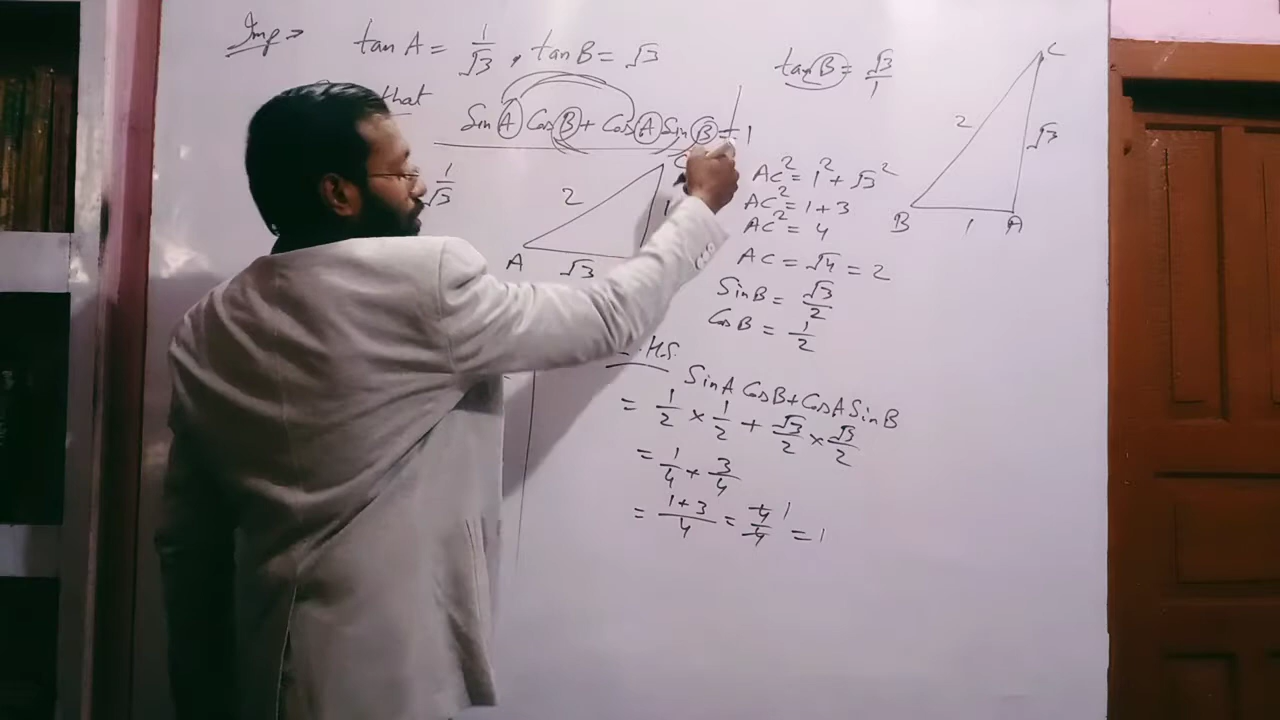 Imp⇒ tan A = 1/√3 , tan B = √3
that
Sin A Cos B + Cos A Sin B = 1
1/√3
2
A
√3
C
tan B = √3/1
AC² = 1² + √3²
AC² = 1 + 3
AC² = 4
AC = √4 = 2
Sin B = √3/2
Cos B = 1/2
C
2
√3
B
1
A
H.S.
Sin A Cos B + Cos A Sin B
= 1/2 × 1/2 + √3/2 × √3/2
= 1/4 + 3/4
= 1+3/4 = 4/4 1 = 1